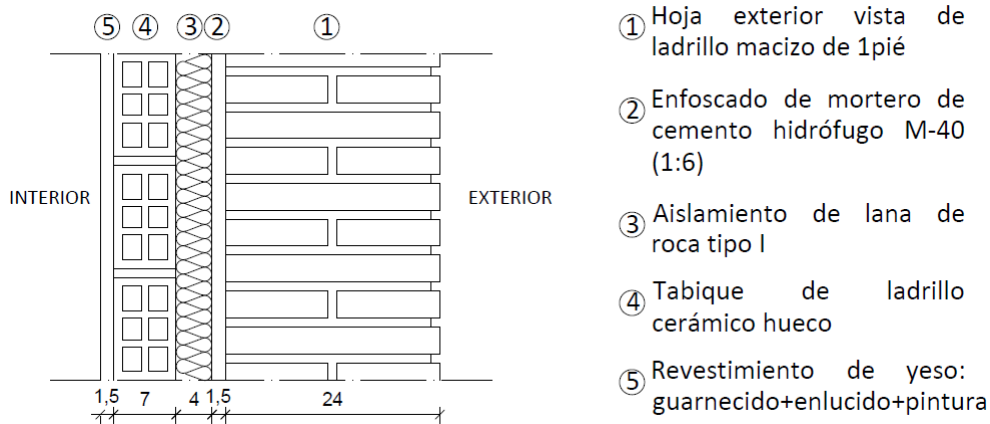 ⑤ ④ ③ ② ①
INTERIOR
EXTERIOR
1,5 7 4 1,5 24
① Hoja exterior vista de
ladrillo macizo de 1pié
② Enfoscado de mortero de
cemento hidrófugo M-40
(1:6)
③ Aislamiento de lana de
roca tipo I
④ Tabique de ladrillo
cerámico hueco
⑤ Revestimiento de yeso:
guarnecido+enlucido+pintura